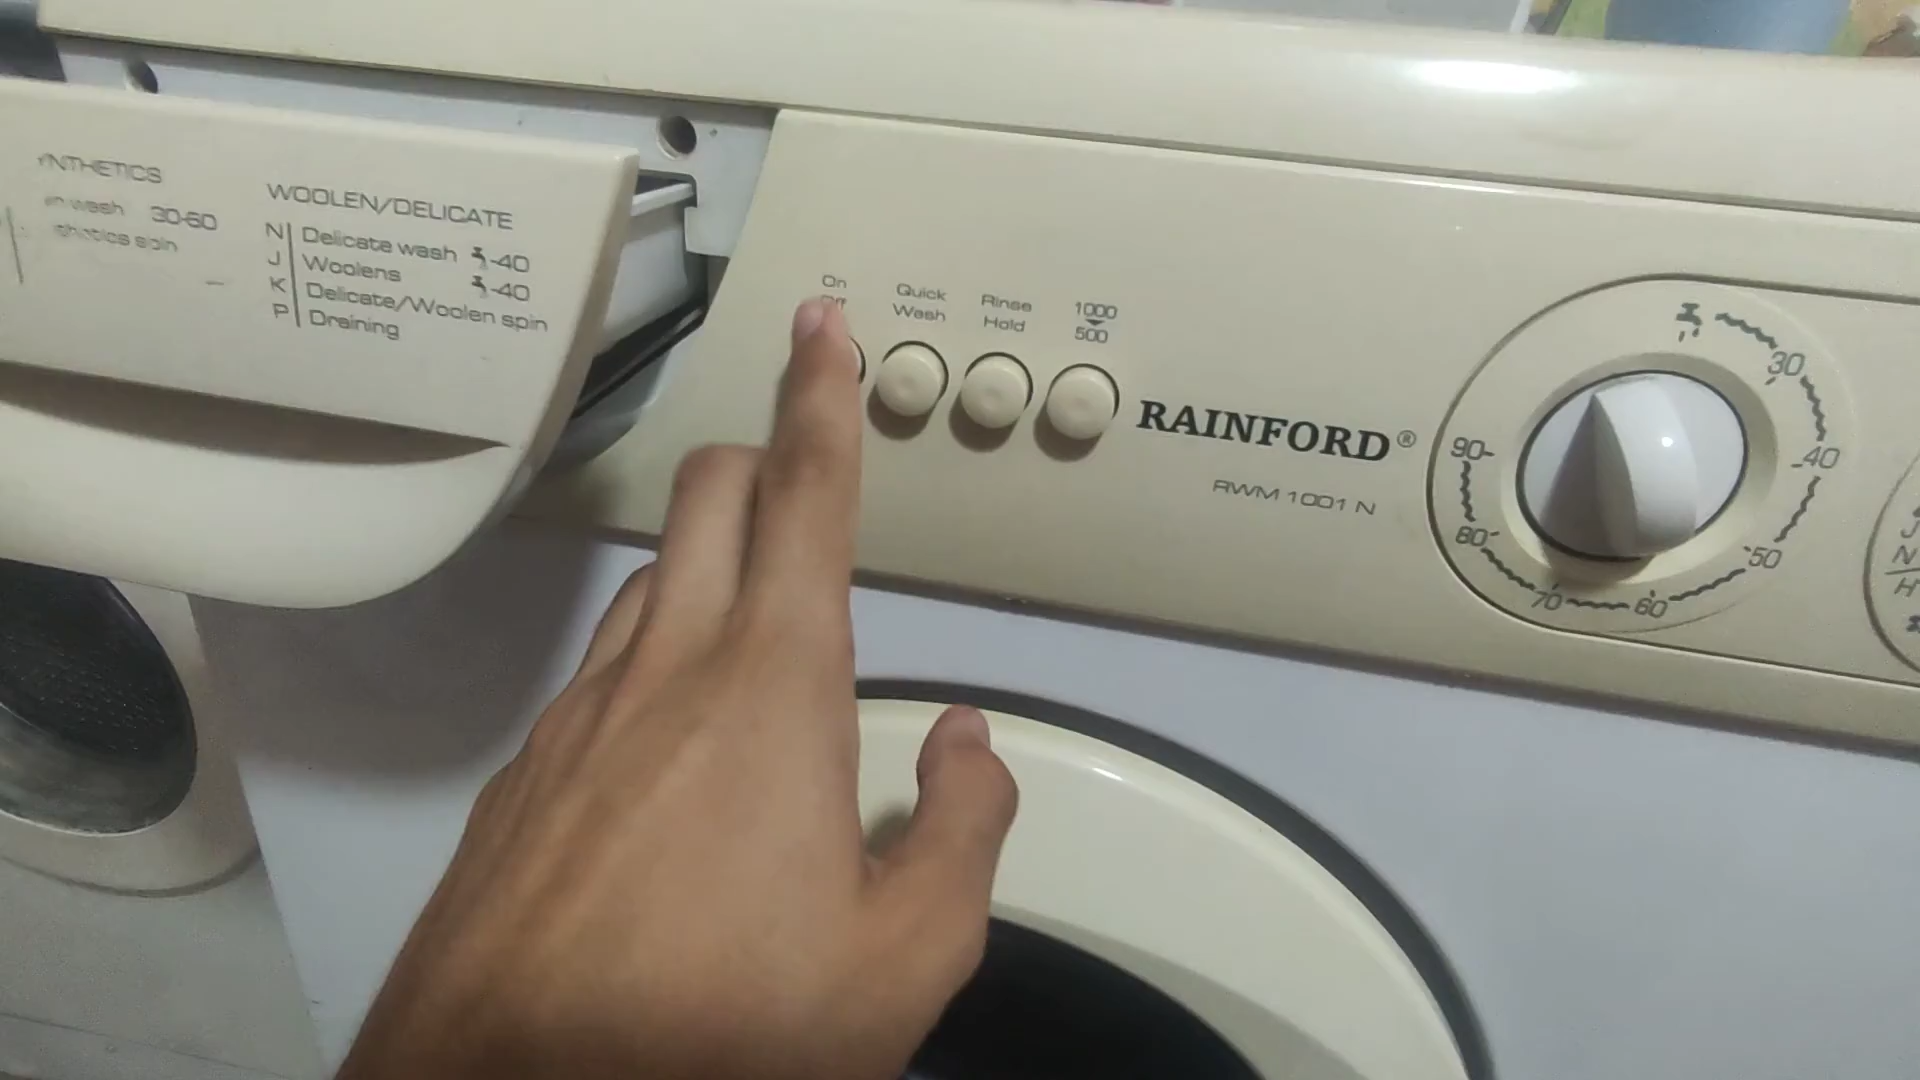 WOOLEN/DELICATE
30-60
N Delicate wash -40
J Woolens -40
K Delicate/Woolen spin
P Draining
On
Quick
Wash
Rinse
Hold
1000
500
RAINFORD®
RWM 1001 N
30
40
50
60
70
80
90
J
N
H